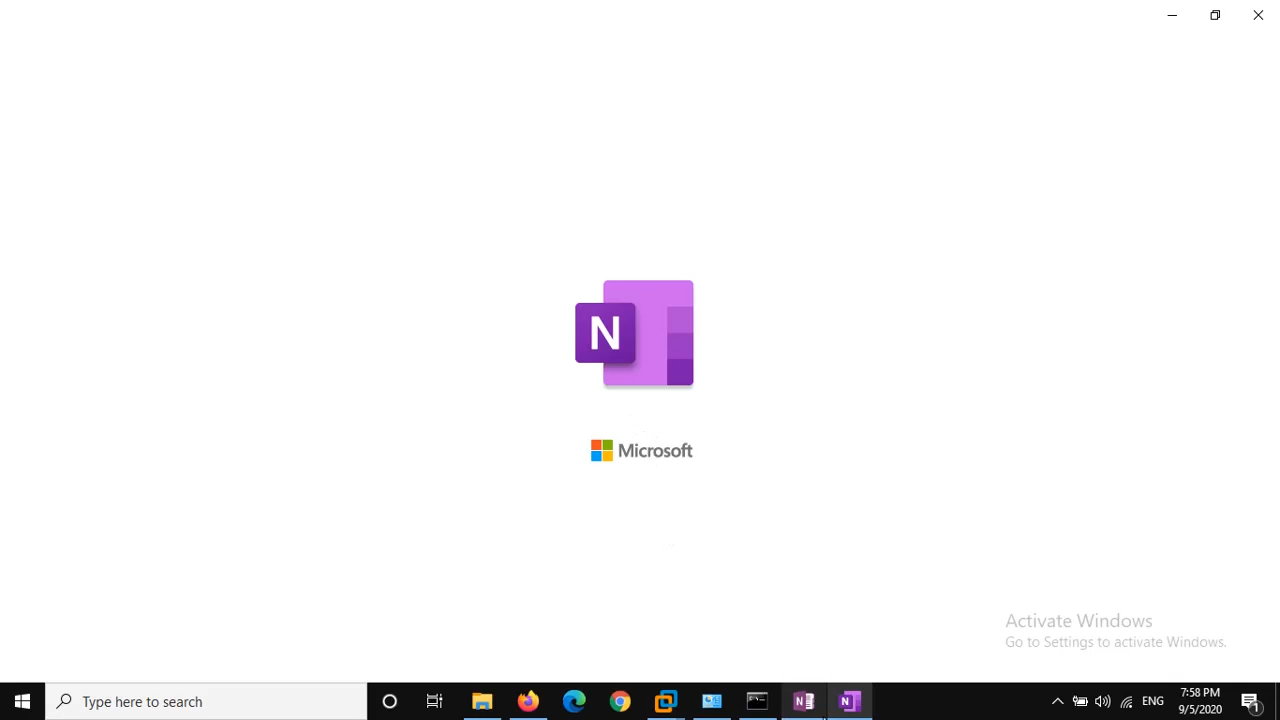 N
Microsoft
Activate Windows
Go to Settings to activate Windows.
Type here to search
N
N
ENG
7:58 PM
9/5/2020
1